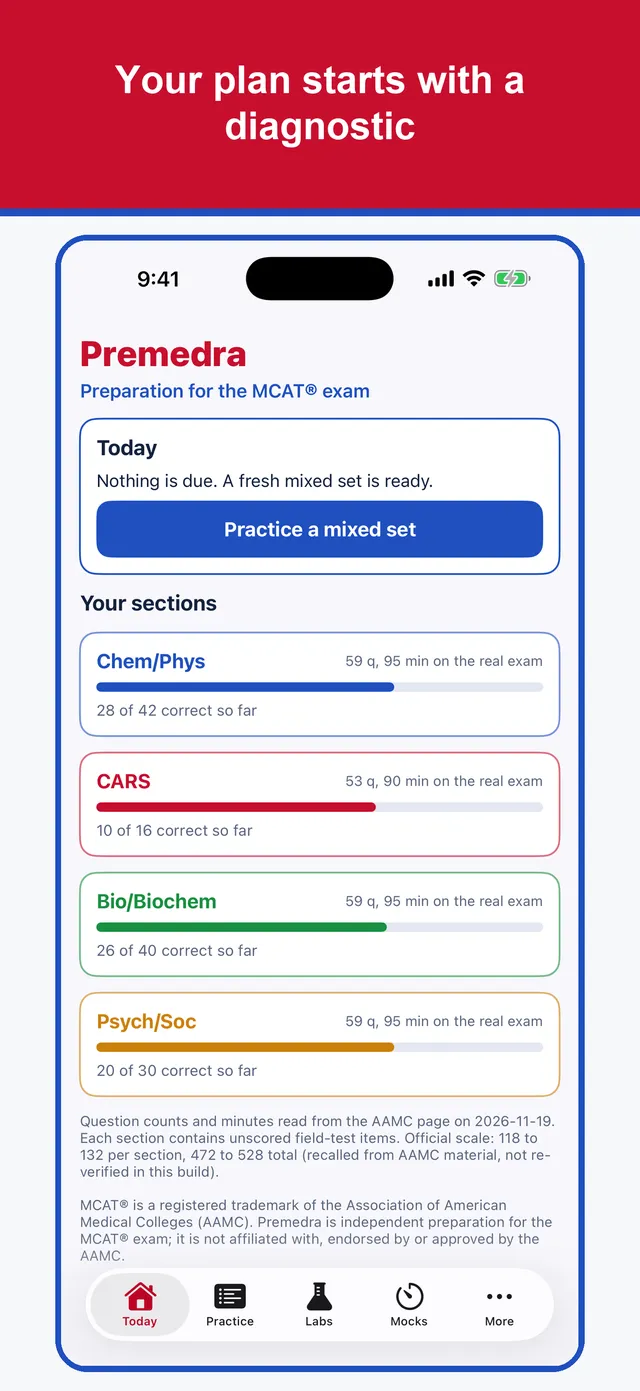 Your plan starts with a
diagnostic
9:41
Premedra
Preparation for the MCAT® exam
Today
Nothing is due. A fresh mixed set is ready.
Practice a mixed set
Your sections
Chem/Phys 59 q, 95 min on the real exam
28 of 42 correct so far
CARS 53 q, 90 min on the real exam
10 of 16 correct so far
Bio/Biochem 59 q, 95 min on the real exam
26 of 40 correct so far
Psych/Soc 59 q, 95 min on the real exam
20 of 30 correct so far
Question counts and minutes read from the AAMC page on 2026-11-19.
Each section contains unscored field-test items. Official scale: 118 to
132 per section, 472 to 528 total (recalled from AAMC material, not re-
verified in this build).
MCAT® is a registered trademark of the Association of American
Medical Colleges (AAMC). Premedra is independent preparation for the
MCAT® exam; it is not affiliated with, endorsed by or approved by the
AAMC.
Today Practice Labs Mocks More